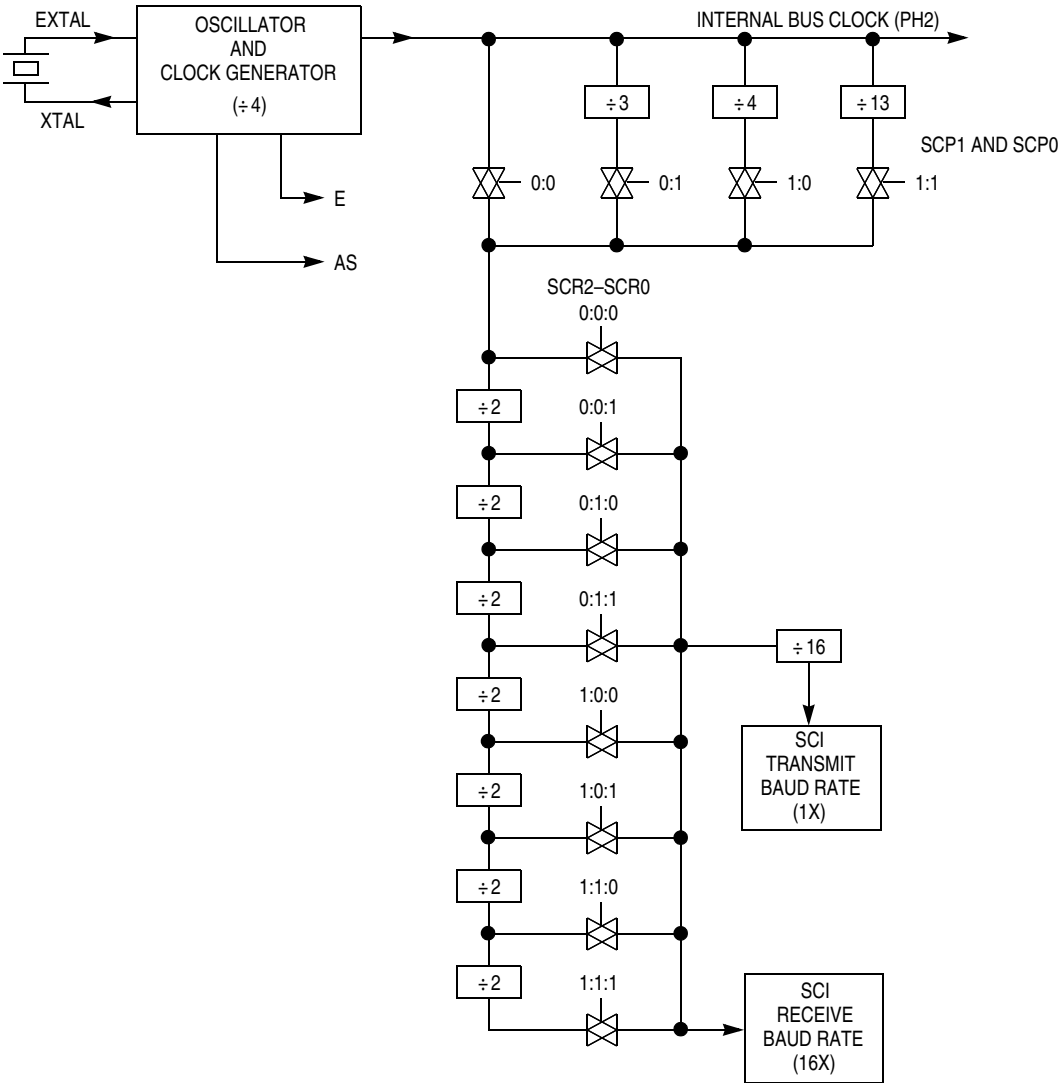 EXTAL
XTAL
OSCILLATOR
AND
CLOCK GENERATOR
(÷4)
E
AS
INTERNAL BUS CLOCK (PH2)
÷3
÷4
÷13
SCP1 AND SCP0
0:0
0:1
1:0
1:1
SCR2–SCR0
0:0:0
÷2
0:0:1
÷2
0:1:0
÷2
0:1:1
÷16
÷2
1:0:0
SCI
TRANSMIT
BAUD RATE
(1X)
÷2
1:0:1
÷2
1:1:0
÷2
1:1:1
SCI
RECEIVE
BAUD RATE
(16X)